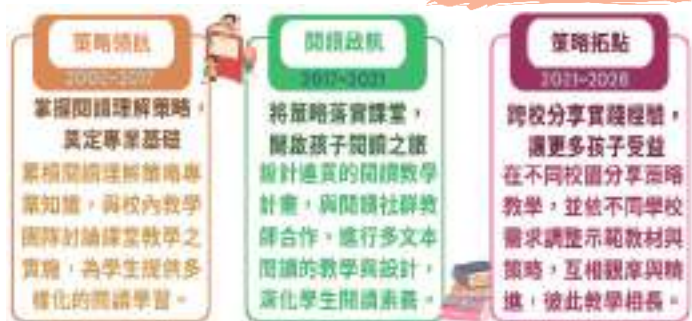 策略領航
2002~2017
掌握閱讀理解策略，
奠定專業基礎
累積閱讀理解策略專
業知識，與校內教學
團隊討論課堂教學之
實施，為學生提供多
樣化的閱讀學習。
閱讀啟航
2017~2021
將策略落實課堂，
開啟孩子閱讀之旅
設計連貫的閱讀教學
計畫，與閱讀社群教
師合作，進行多文本
閱讀的教學與設計，
深化學生閱讀素養。
策略拓點
2021~2026
跨校分享實踐經驗，
讓更多孩子受益
在不同校園分享策略
教學，並依不同學校
需求調整示範教材與
策略，互相觀摩與精
進，彼此教學相長。